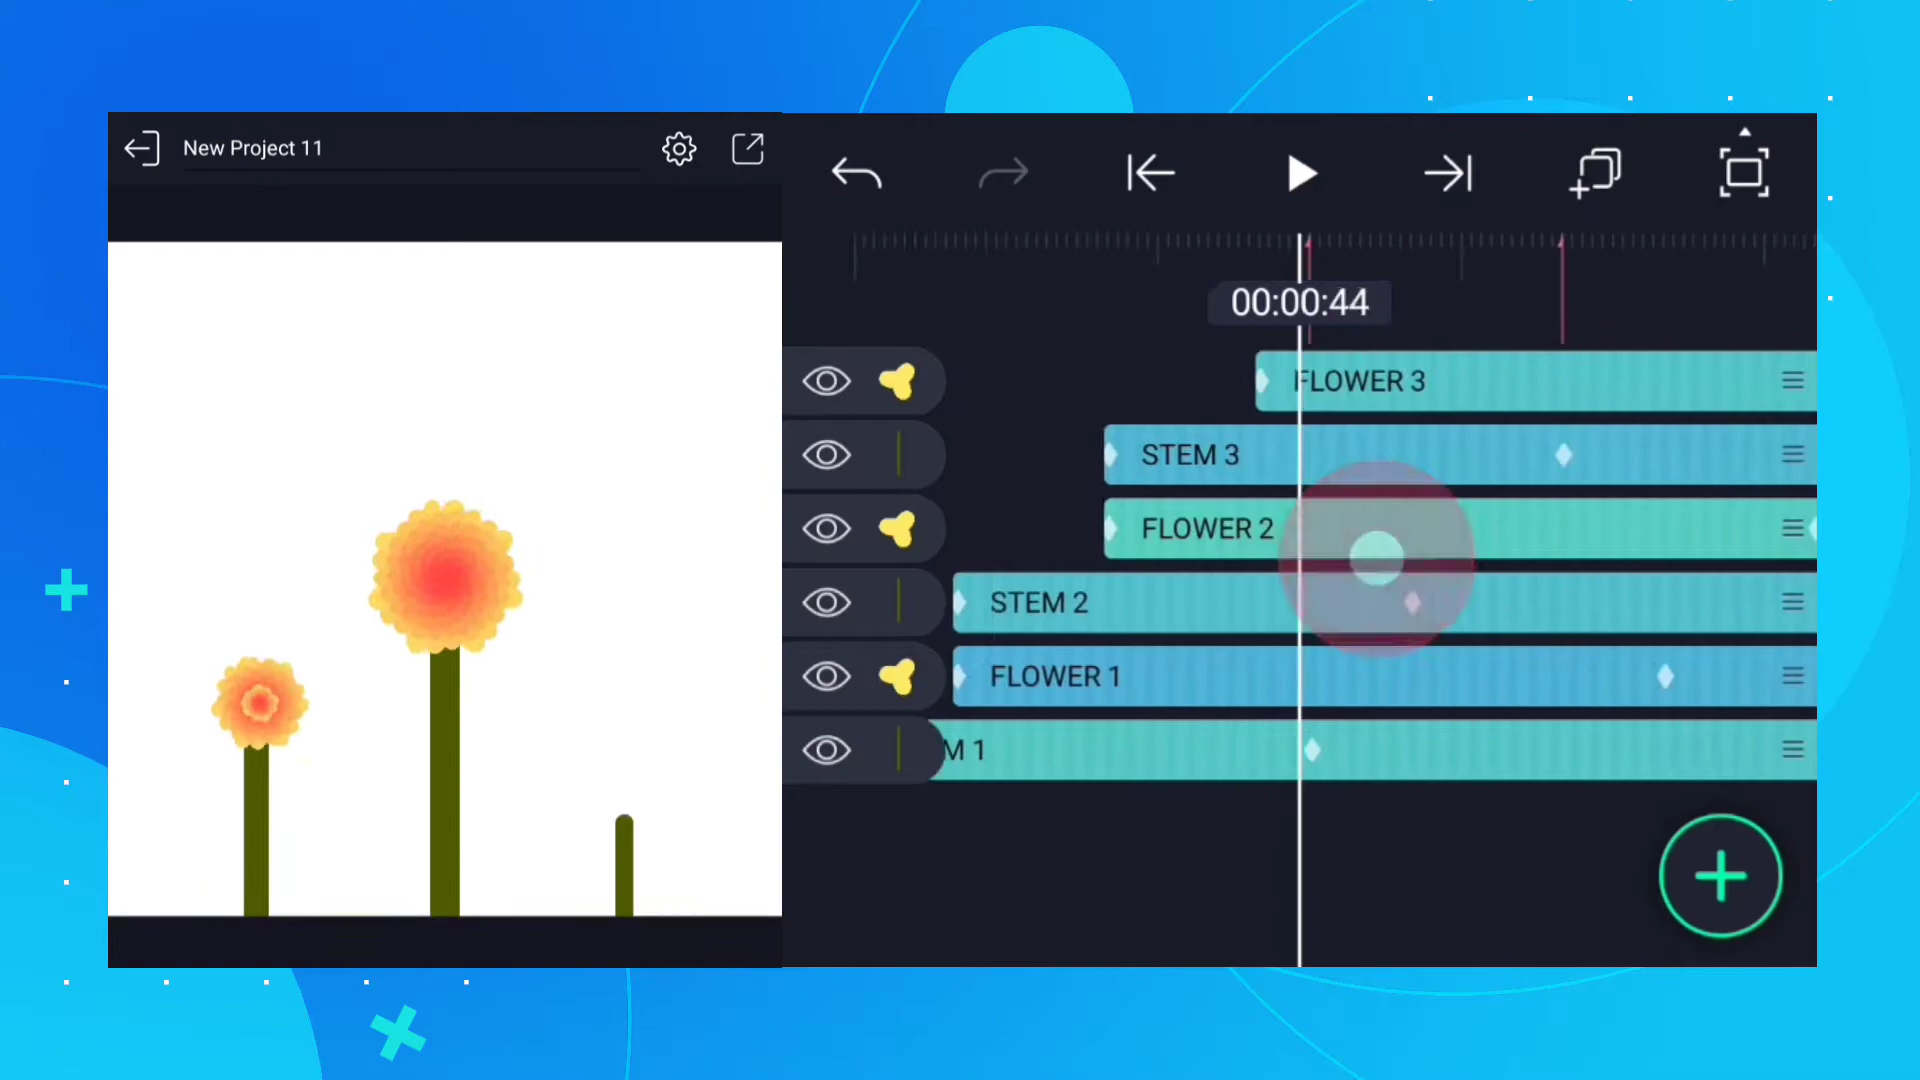 New Project 11
00:00:44
FLOWER 3
STEM 3
FLOWER 2
STEM 2
FLOWER 1
M 1